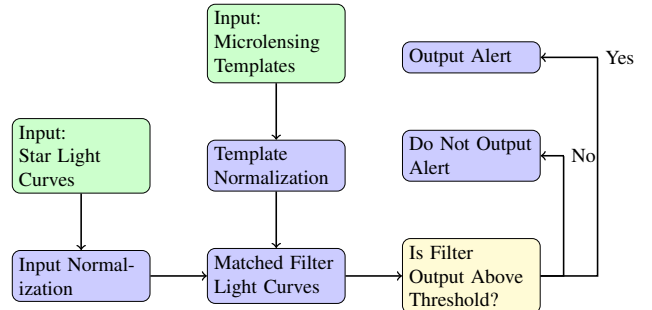 Input:
Microlensing
Templates
Output Alert
Yes
Input:
Star Light
Curves
Template
Normalization
Do Not Output
Alert
No
Input Normal-
ization
Matched Filter
Light Curves
Is Filter
Output Above
Threshold?